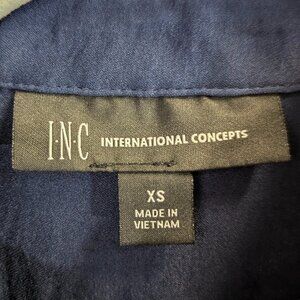 I·N·C INTERNATIONAL CONCEPTS
XS
MADE IN
VIETNAM